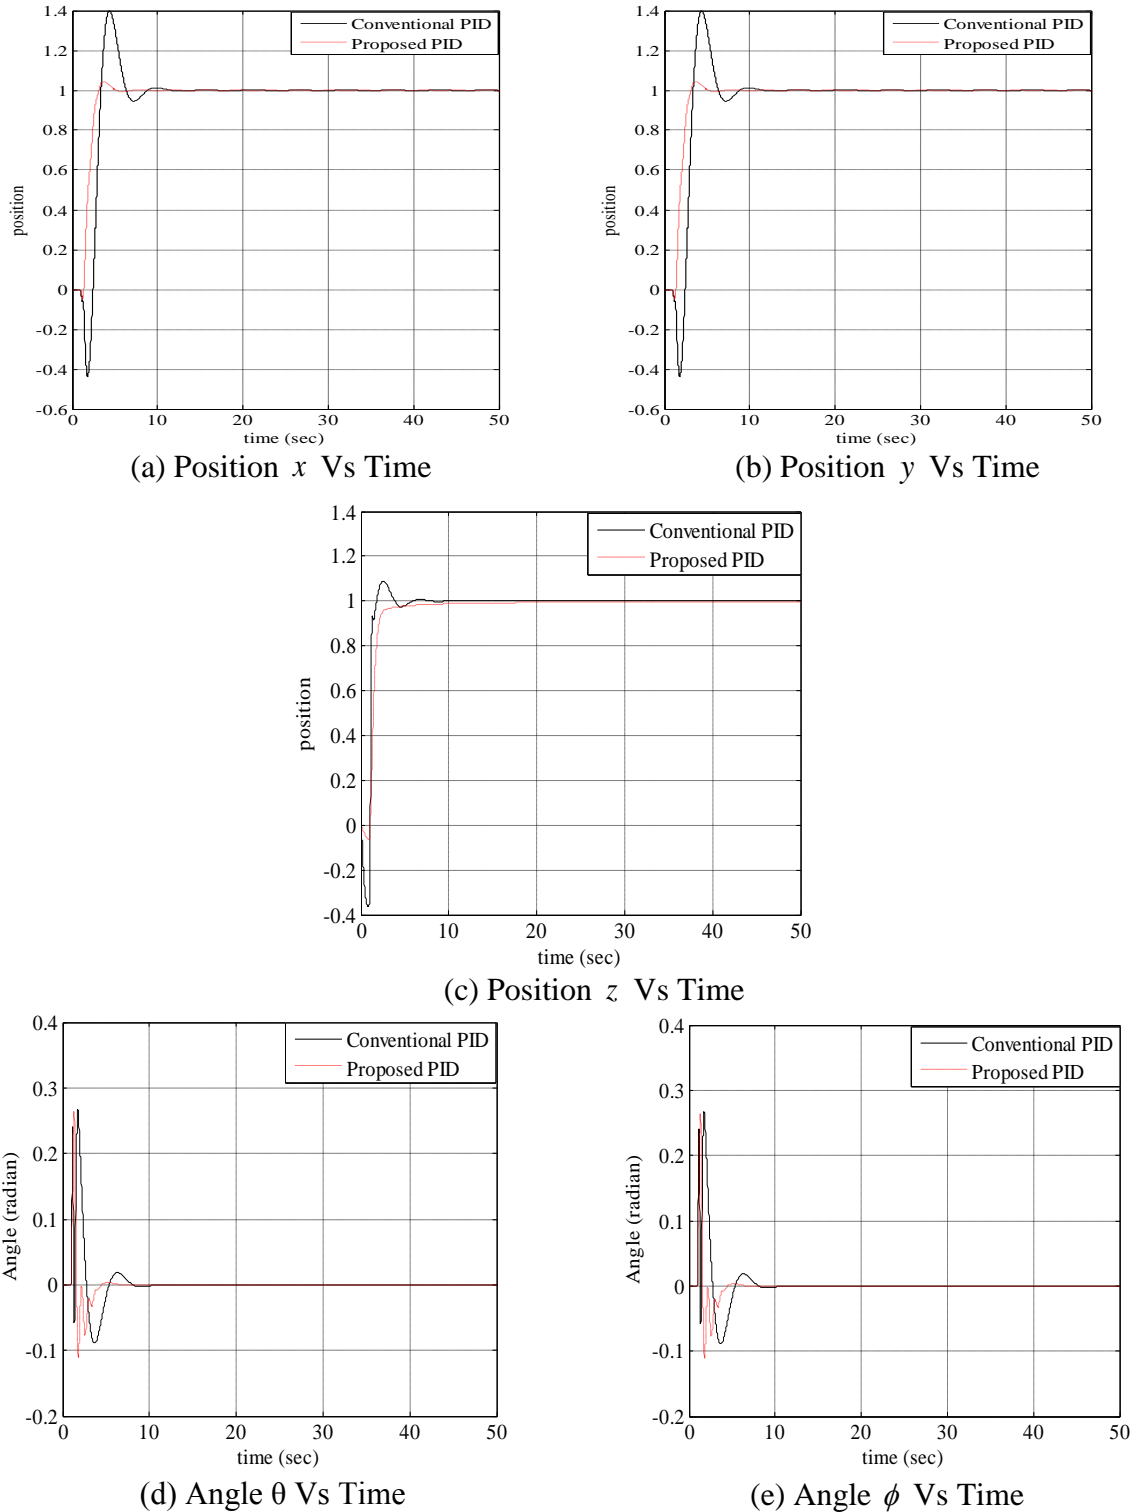 1.4
1.2
1
0.8
0.6
0.4
0.2
0
-0.2
-0.4
-0.6
position
Conventional PID
Proposed PID
0 10 20 30 40 50
time (sec)
(a) Position x Vs Time
1.4
1.2
1
0.8
0.6
0.4
0.2
0
-0.2
-0.4
-0.6
position
Conventional PID
Proposed PID
0 10 20 30 40 50
time (sec)
(b) Position y Vs Time
1.4
1.2
1
0.8
0.6
0.4
0.2
0
-0.2
-0.4
position
Conventional PID
Proposed PID
0 10 20 30 40 50
time (sec)
(c) Position z Vs Time
0.4
0.3
0.2
0.1
0
-0.1
-0.2
Angle (radian)
Conventional PID
Proposed PID
0 10 20 30 40 50
time (sec)
(d) Angle θ Vs Time
0.4
0.3
0.2
0.1
0
-0.1
-0.2
Angle (radian)
Conventional PID
Proposed PID
0 10 20 30 40 50
time (sec)
(e) Angle ϕ Vs Time